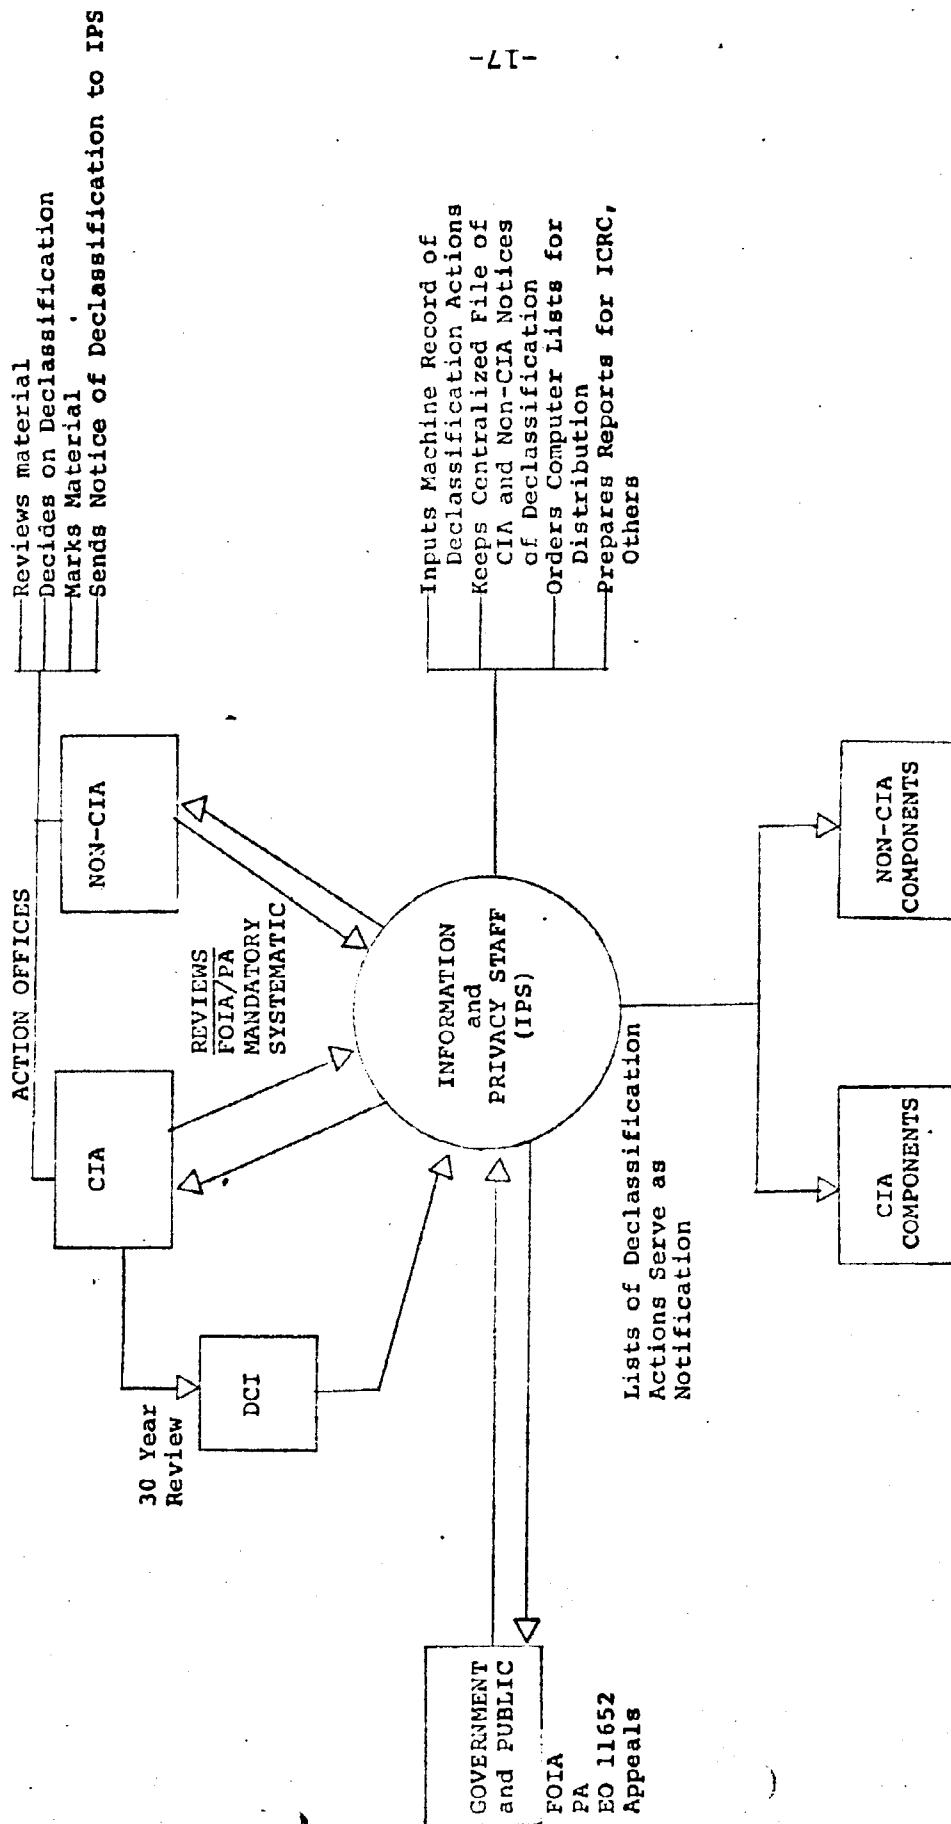 ACTION OFFICES
CIA
NON-CIA
Reviews material
Decides on Declassification
Marks Material
Sends Notice of Declassification to IPS
30 Year
Review
DCI
REVIEWS
FOIA/PA
MANDATORY
SYSTEMATIC
GOVERNMENT
and PUBLIC
FOIA
PA
EO 11652
Appeals
INFORMATION
and
PRIVACY STAFF
(IPS)
Inputs Machine Record of
Declassification Actions
Keeps Centralized File of
CIA and Non-CIA Notices
of Declassification
Orders Computer Lists for
Distribution
Prepares Reports for ICRC,
Others
Lists of Declassification
Actions Serve as
Notification
CIA
COMPONENTS
NON-CIA
COMPONENTS
-17-